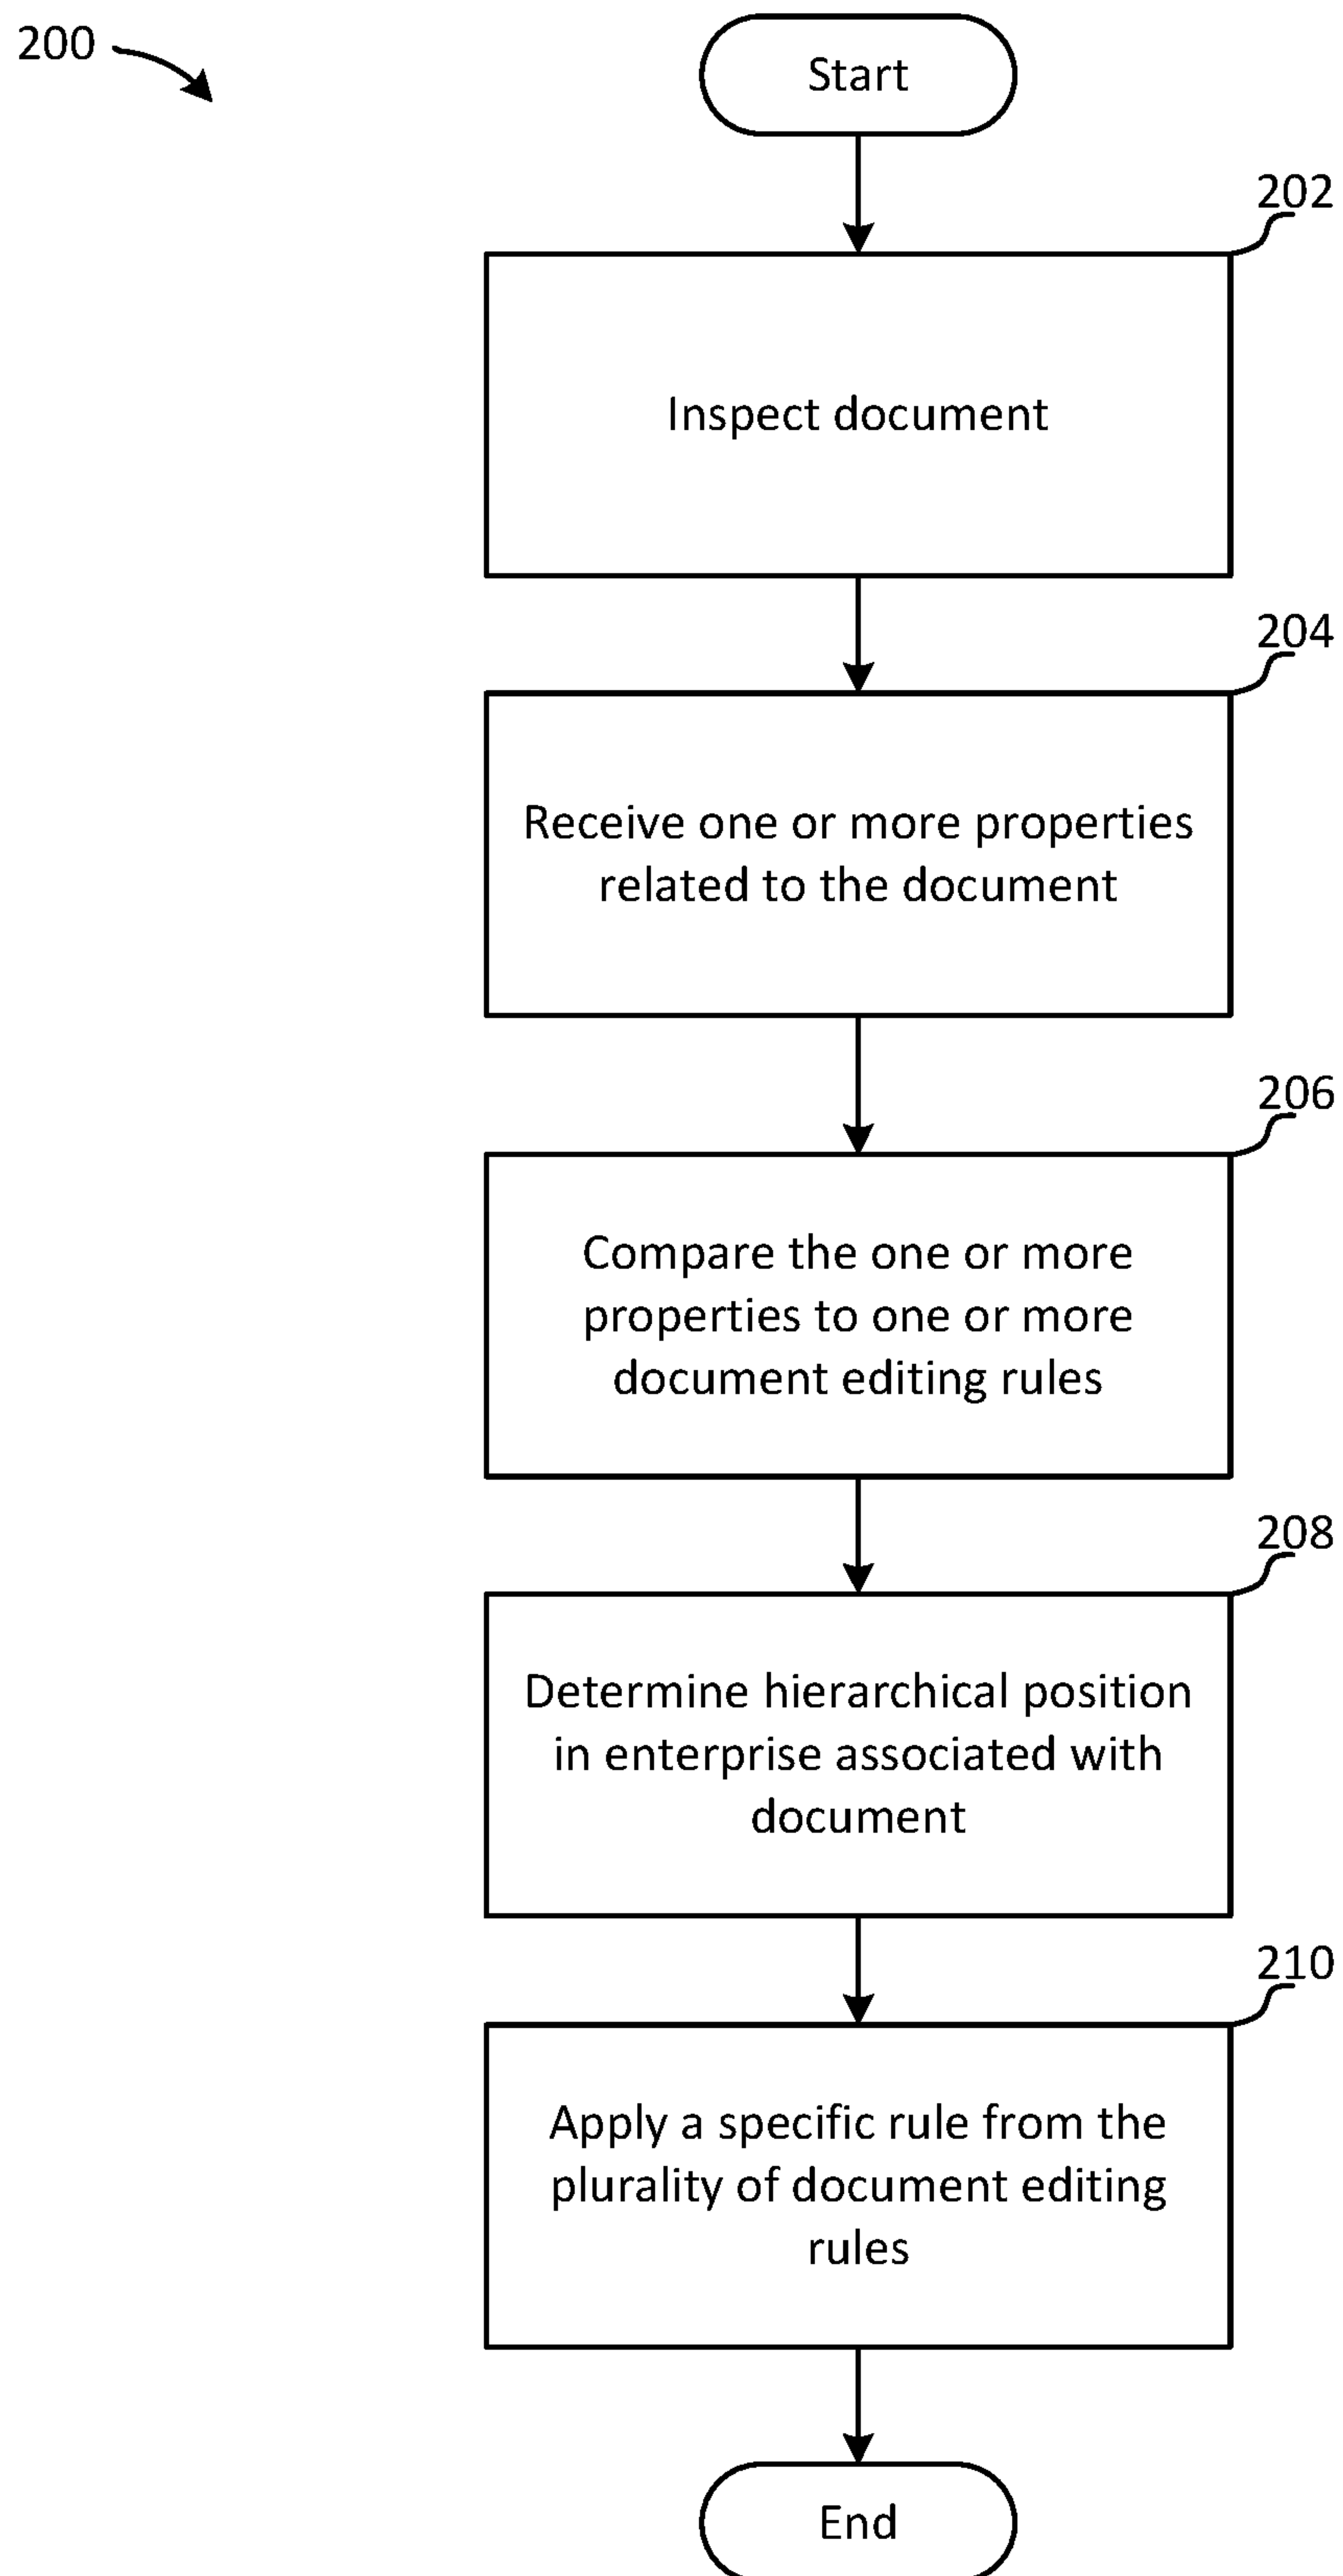 200
Start
202
Inspect document
204
Receive one or more properties
related to the document
206
Compare the one or more
properties to one or more
document editing rules
208
Determine hierarchical position
in enterprise associated with
document
210
Apply a specific rule from the
plurality of document editing
rules
End